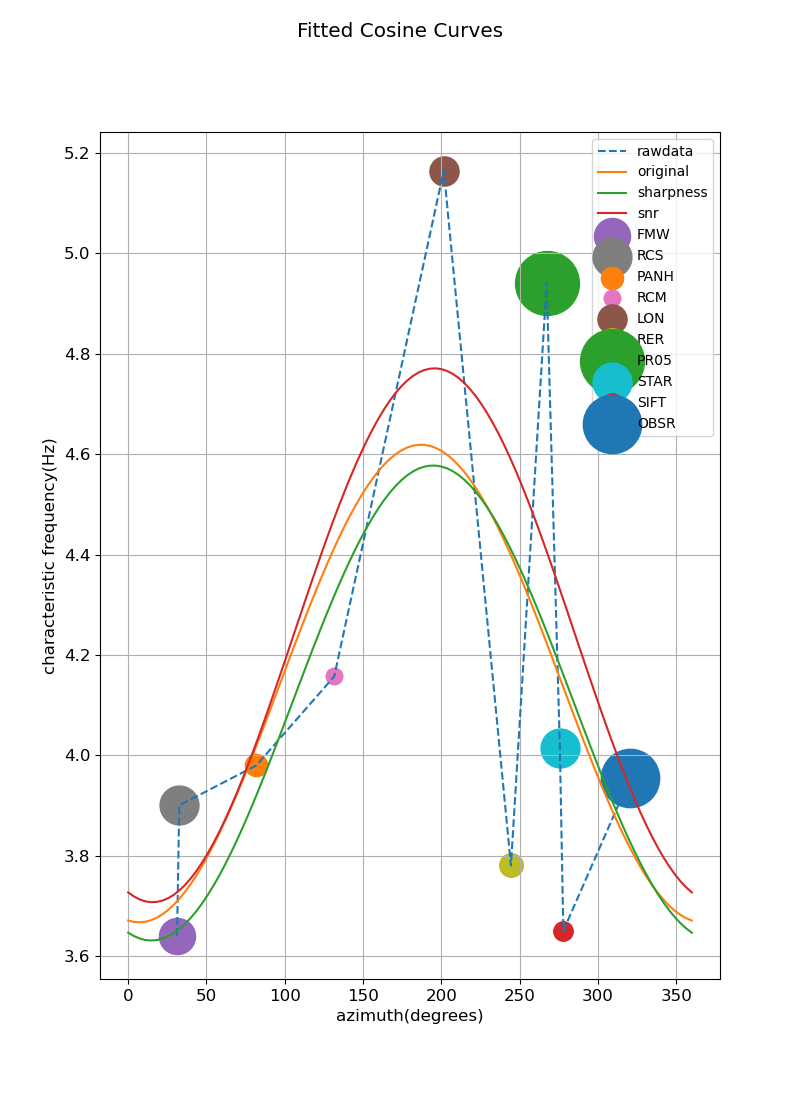 Fitted Cosine Curves
5.2
5.0
4.8
4.6
4.4
4.2
4.0
3.8
3.6
characteristic frequency(Hz)
rawdata
original
sharpness
snr
FMW
RCS
PANH
RCM
LON
RER
PR05
STAR
SIFT
OBSR
0 50 100 150 200 250 300 350
azimuth(degrees)